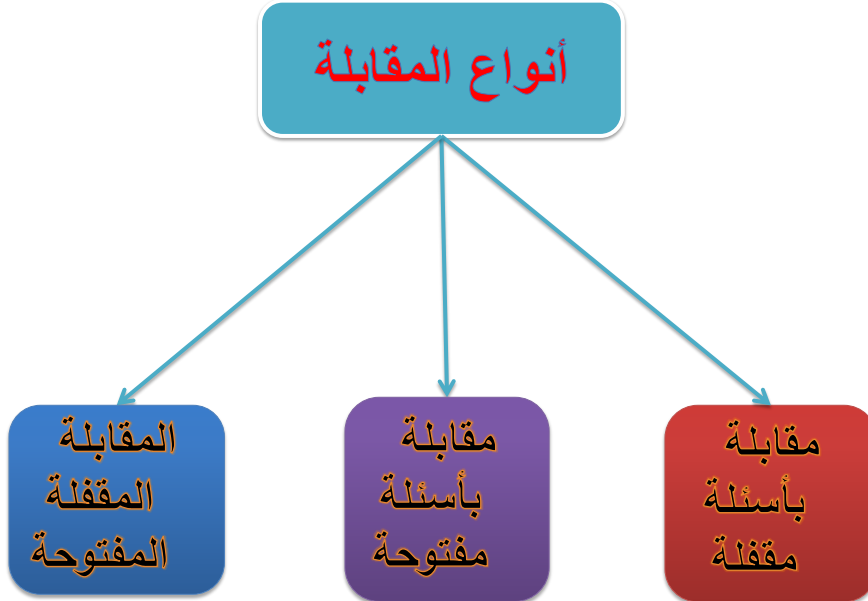 أنواع المقابلة
مقابلة
بأسئلة
مقفلة
مقابلة
بأسئلة
مفتوحة
المقابلة
المقفلة
المفتوحة